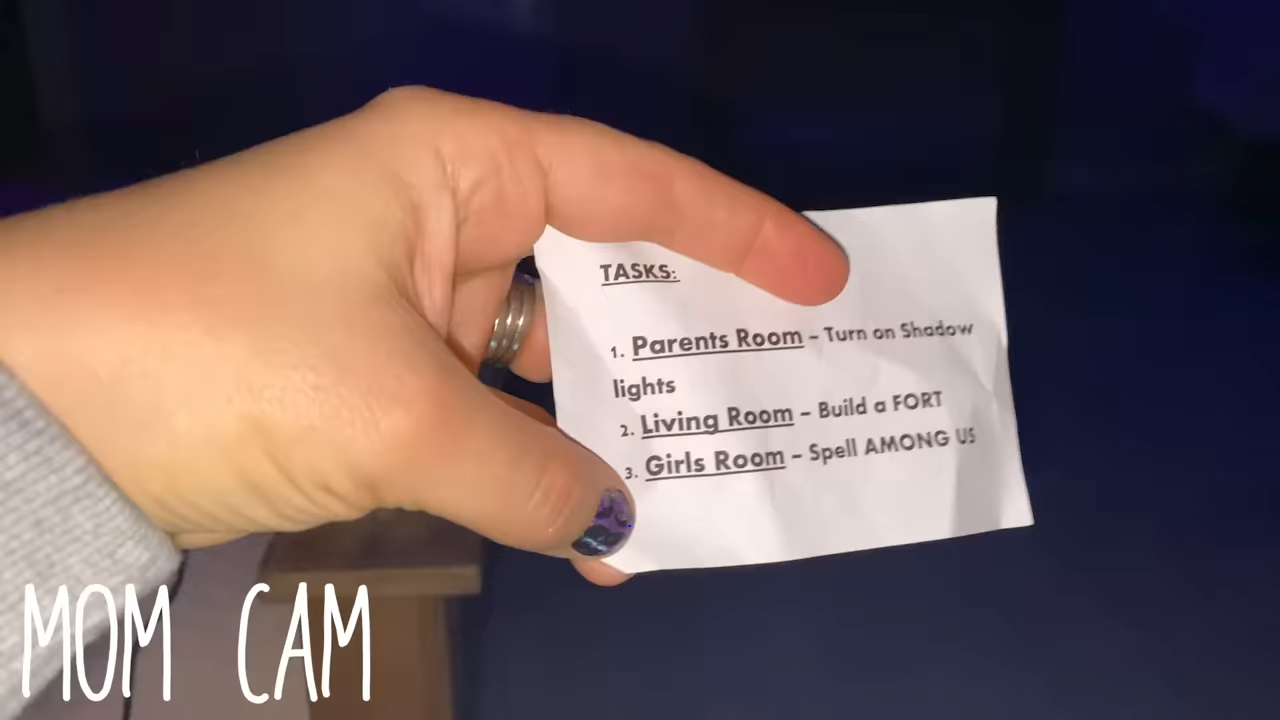 TASKS:
1. Parents Room – Turn on Shadow
lights
2. Living Room – Build a FORT
3. Girls Room – Spell AMONG US
MOM CAM